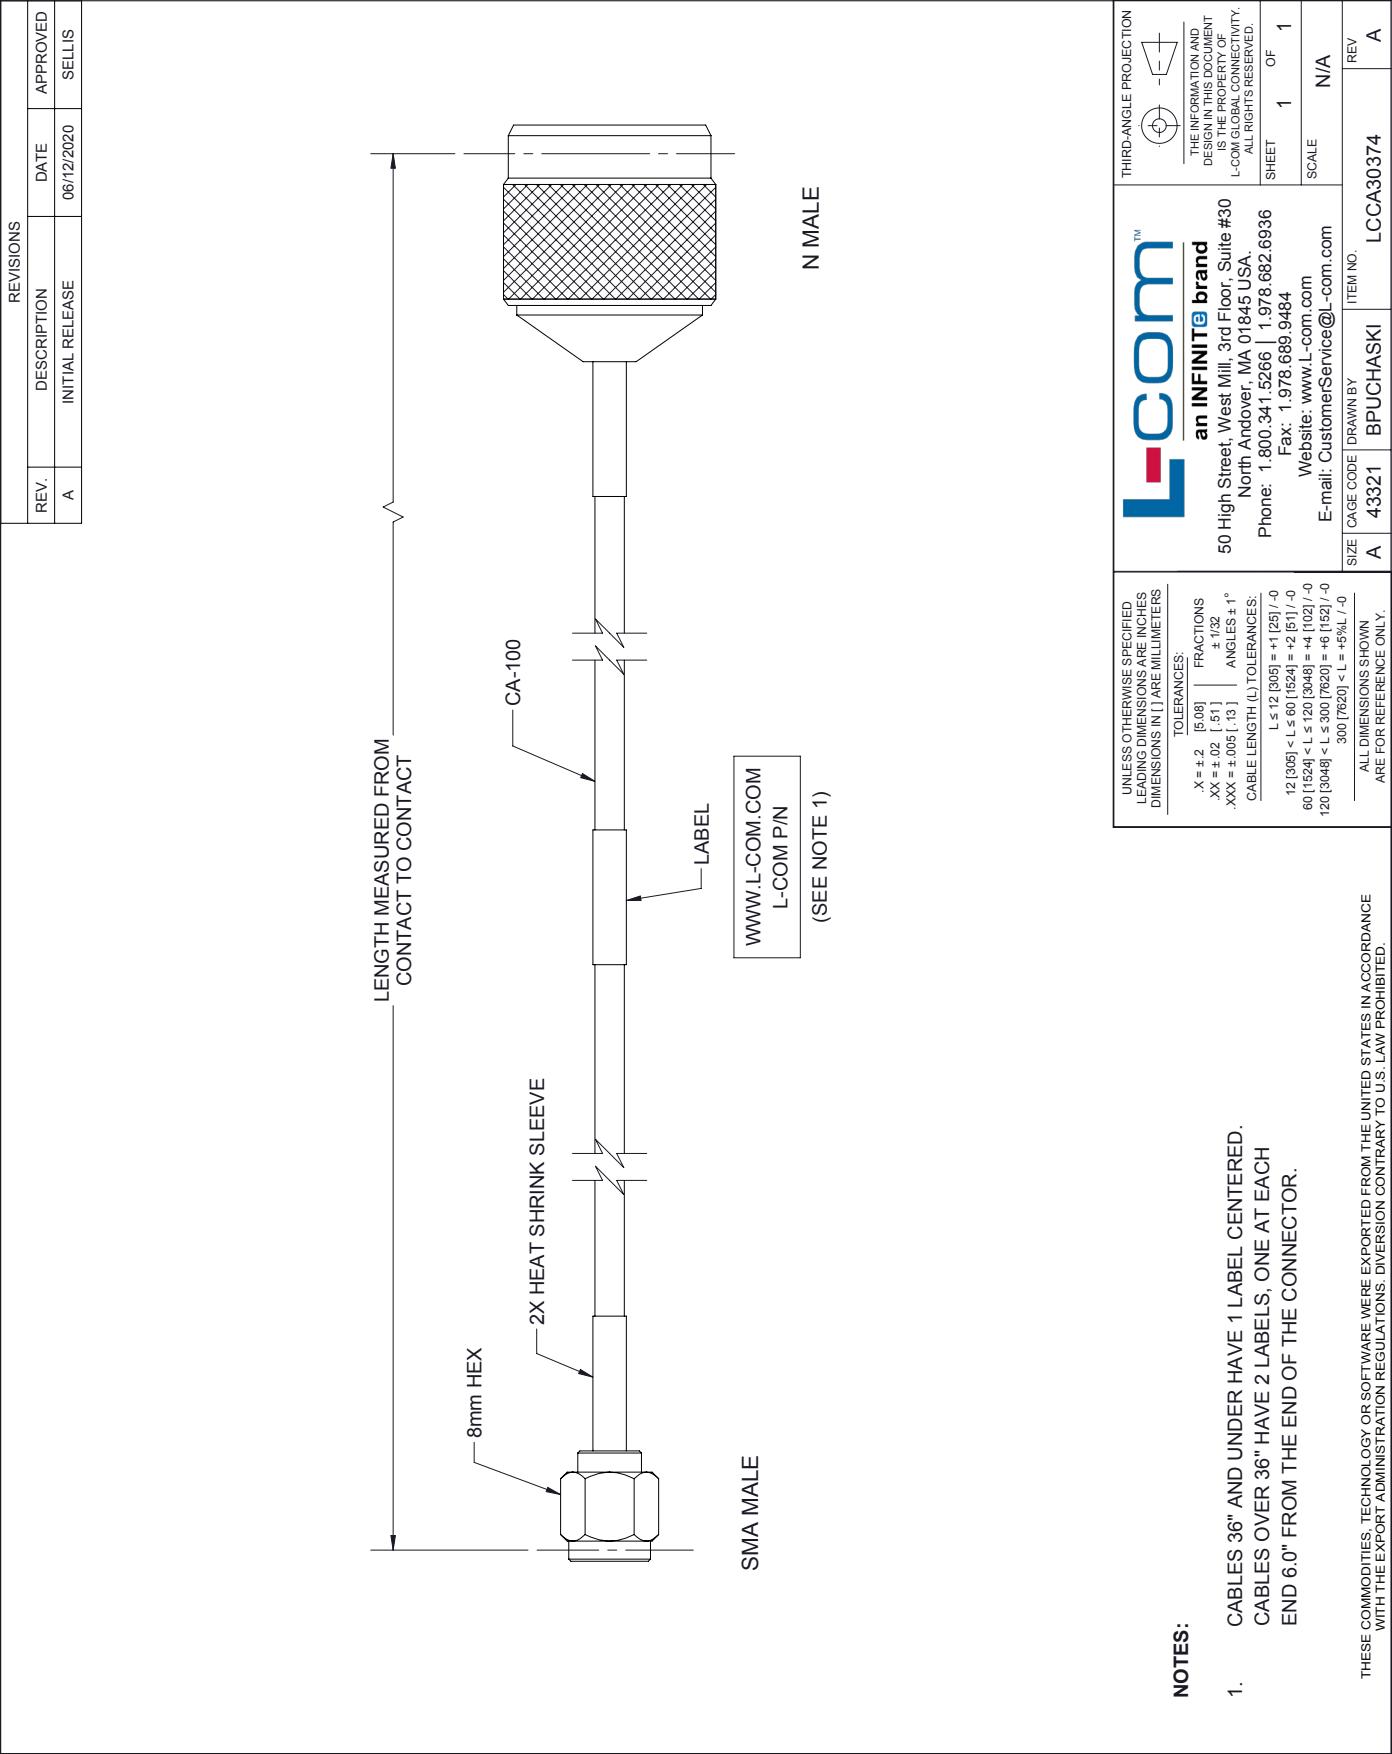 REVISIONS
REV. DESCRIPTION DATE APPROVED
A INITIAL RELEASE 06/12/2020 SELLIS
LENGTH MEASURED FROM
CONTACT TO CONTACT
8mm HEX
2X HEAT SHRINK SLEEVE
CA-100
LABEL
WWW.L-COM.COM
L-COM P/N
(SEE NOTE 1)
SMA MALE
N MALE
NOTES:
1. CABLES 36" AND UNDER HAVE 1 LABEL CENTERED.
CABLES OVER 36" HAVE 2 LABELS, ONE AT EACH
END 6.0" FROM THE END OF THE CONNECTOR.
THESE COMMODITIES, TECHNOLOGY OR SOFTWARE WERE EXPORTED FROM THE UNITED STATES IN ACCORDANCE
WITH THE EXPORT ADMINISTRATION REGULATIONS. DIVERSION CONTRARY TO U.S. LAW PROHIBITED.
UNLESS OTHERWISE SPECIFIED
LEADING DIMENSIONS ARE INCHES
DIMENSIONS IN [ ] ARE MILLIMETERS
TOLERANCES:
.X = ±.2 [5.08] FRACTIONS
.XX = ±.02 [.51 ] ± 1/32
.XXX = ±.005 [.13 ] ANGLES ± 1°
CABLE LENGTH (L) TOLERANCES:
L ≤ 12 [305] = +1 [25] / -0
12 [305] < L ≤ 60 [1524] = +2 [51] / -0
60 [1524] < L ≤ 120 [3048] = +4 [102] / -0
120 [3048] < L ≤ 300 [7620] = +6 [152] / -0
300 [7620] < L = +5%L / -0
ALL DIMENSIONS SHOWN
ARE FOR REFERENCE ONLY.
L-com™
an INFINITe brand
50 High Street, West Mill, 3rd Floor, Suite #30
North Andover, MA 01845 USA.
Phone: 1.800.341.5266 | 1.978.682.6936
Fax: 1.978.689.9484
Website: www.L-com.com
E-mail: CustomerService@L-com.com
THIRD-ANGLE PROJECTION
THE INFORMATION AND
DESIGN IN THIS DOCUMENT
IS THE PROPERTY OF
L-COM GLOBAL CONNECTIVITY.
ALL RIGHTS RESERVED.
SHEET 1 OF 1
SCALE N/A
SIZE CAGE CODE DRAWN BY ITEM NO. REV
A 43321 BPUCHASKI LCCA30374 A